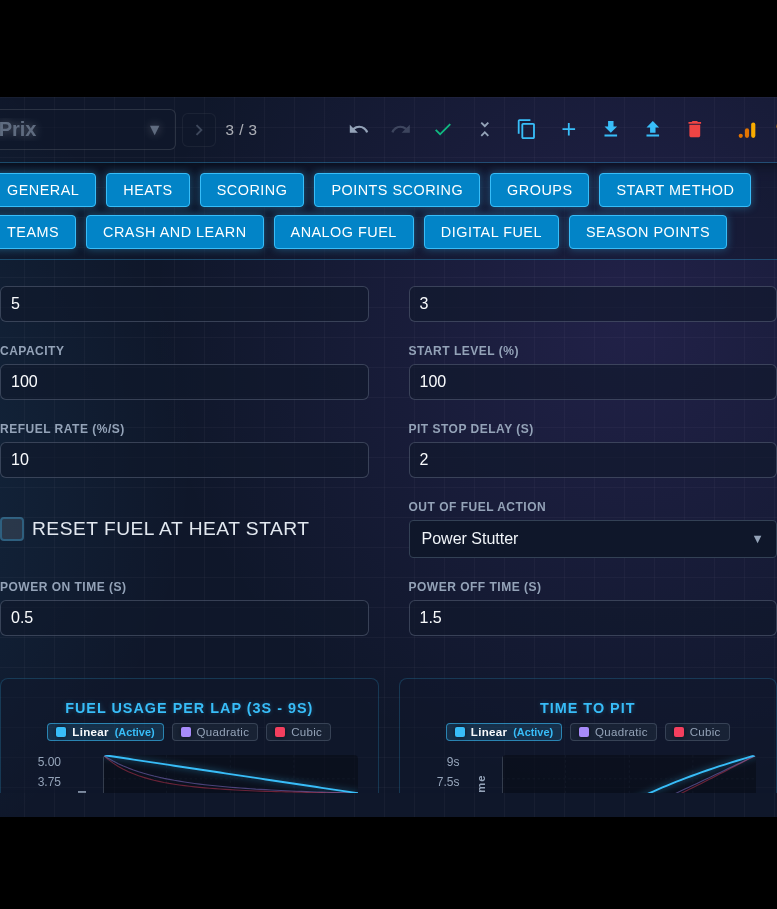 Prix ▼ 3 / 3
GENERAL HEATS SCORING POINTS SCORING GROUPS START METHOD
TEAMS CRASH AND LEARN ANALOG FUEL DIGITAL FUEL SEASON POINTS
5 3
CAPACITY START LEVEL (%)
100 100
REFUEL RATE (%/S) PIT STOP DELAY (S)
10 2
OUT OF FUEL ACTION
RESET FUEL AT HEAT START Power Stutter ▼
POWER ON TIME (S) POWER OFF TIME (S)
0.5 1.5
FUEL USAGE PER LAP (3S - 9S) TIME TO PIT
Linear (Active) Quadratic Cubic Linear (Active) Quadratic Cubic
5.00 9s
3.75 7.5s
me